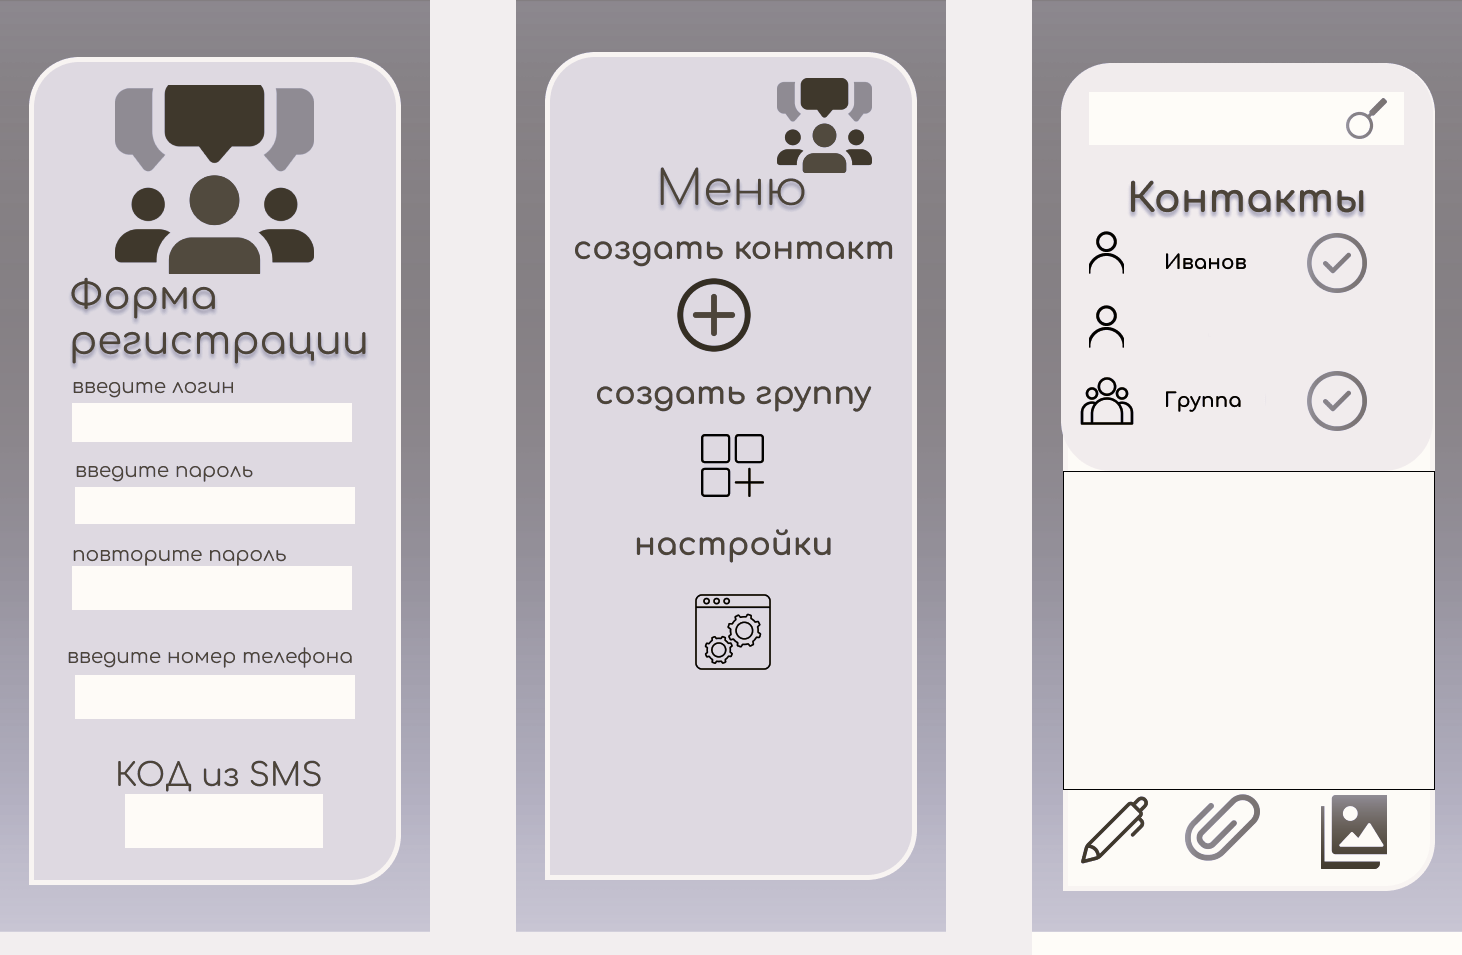 Форма
регистрации
введите логин
введите пароль
повторите пароль
введите номер телефона
КОД из SMS
Меню
создать контакт
создать группу
настройки
Контакты
Иванов
Группа